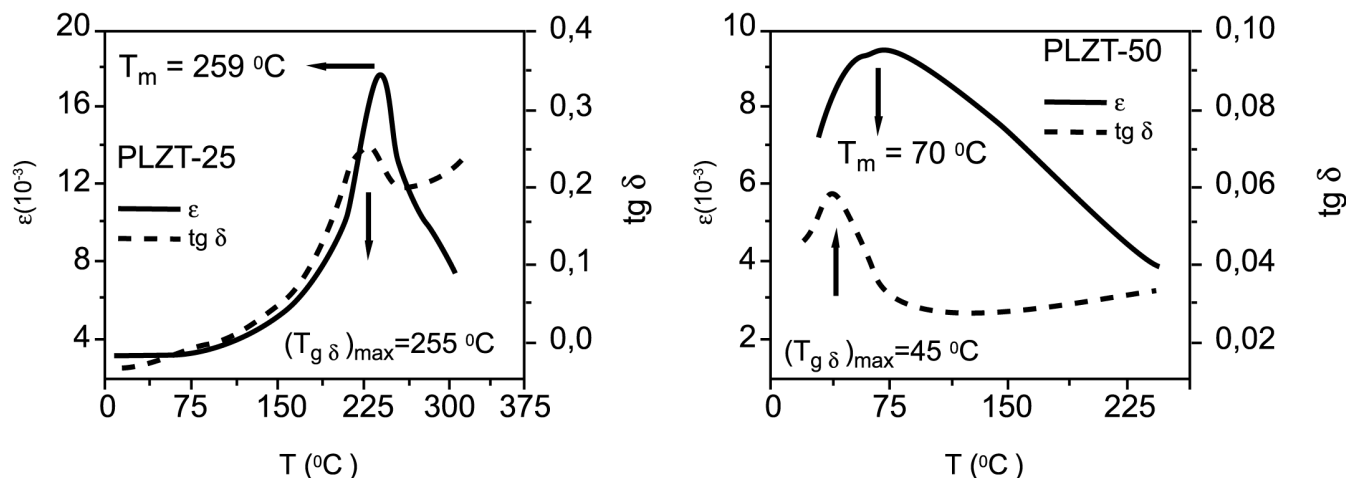 20
16
12
8
4
ε(10⁻³)
0,4
0,3
0,2
0,1
0,0
tg δ
Tₘ = 259 ⁰C
PLZT-25
ε
tg δ
(T_g δ)_max=255 ⁰C
0
75
150
225
300
375
T (⁰C )
10
8
6
4
2
ε(10⁻³)
0,10
0,08
0,06
0,04
0,02
tg δ
PLZT-50
ε
tg δ
Tₘ = 70 ⁰C
(T_g δ)_max=45 ⁰C
0
75
150
225
T (⁰C )